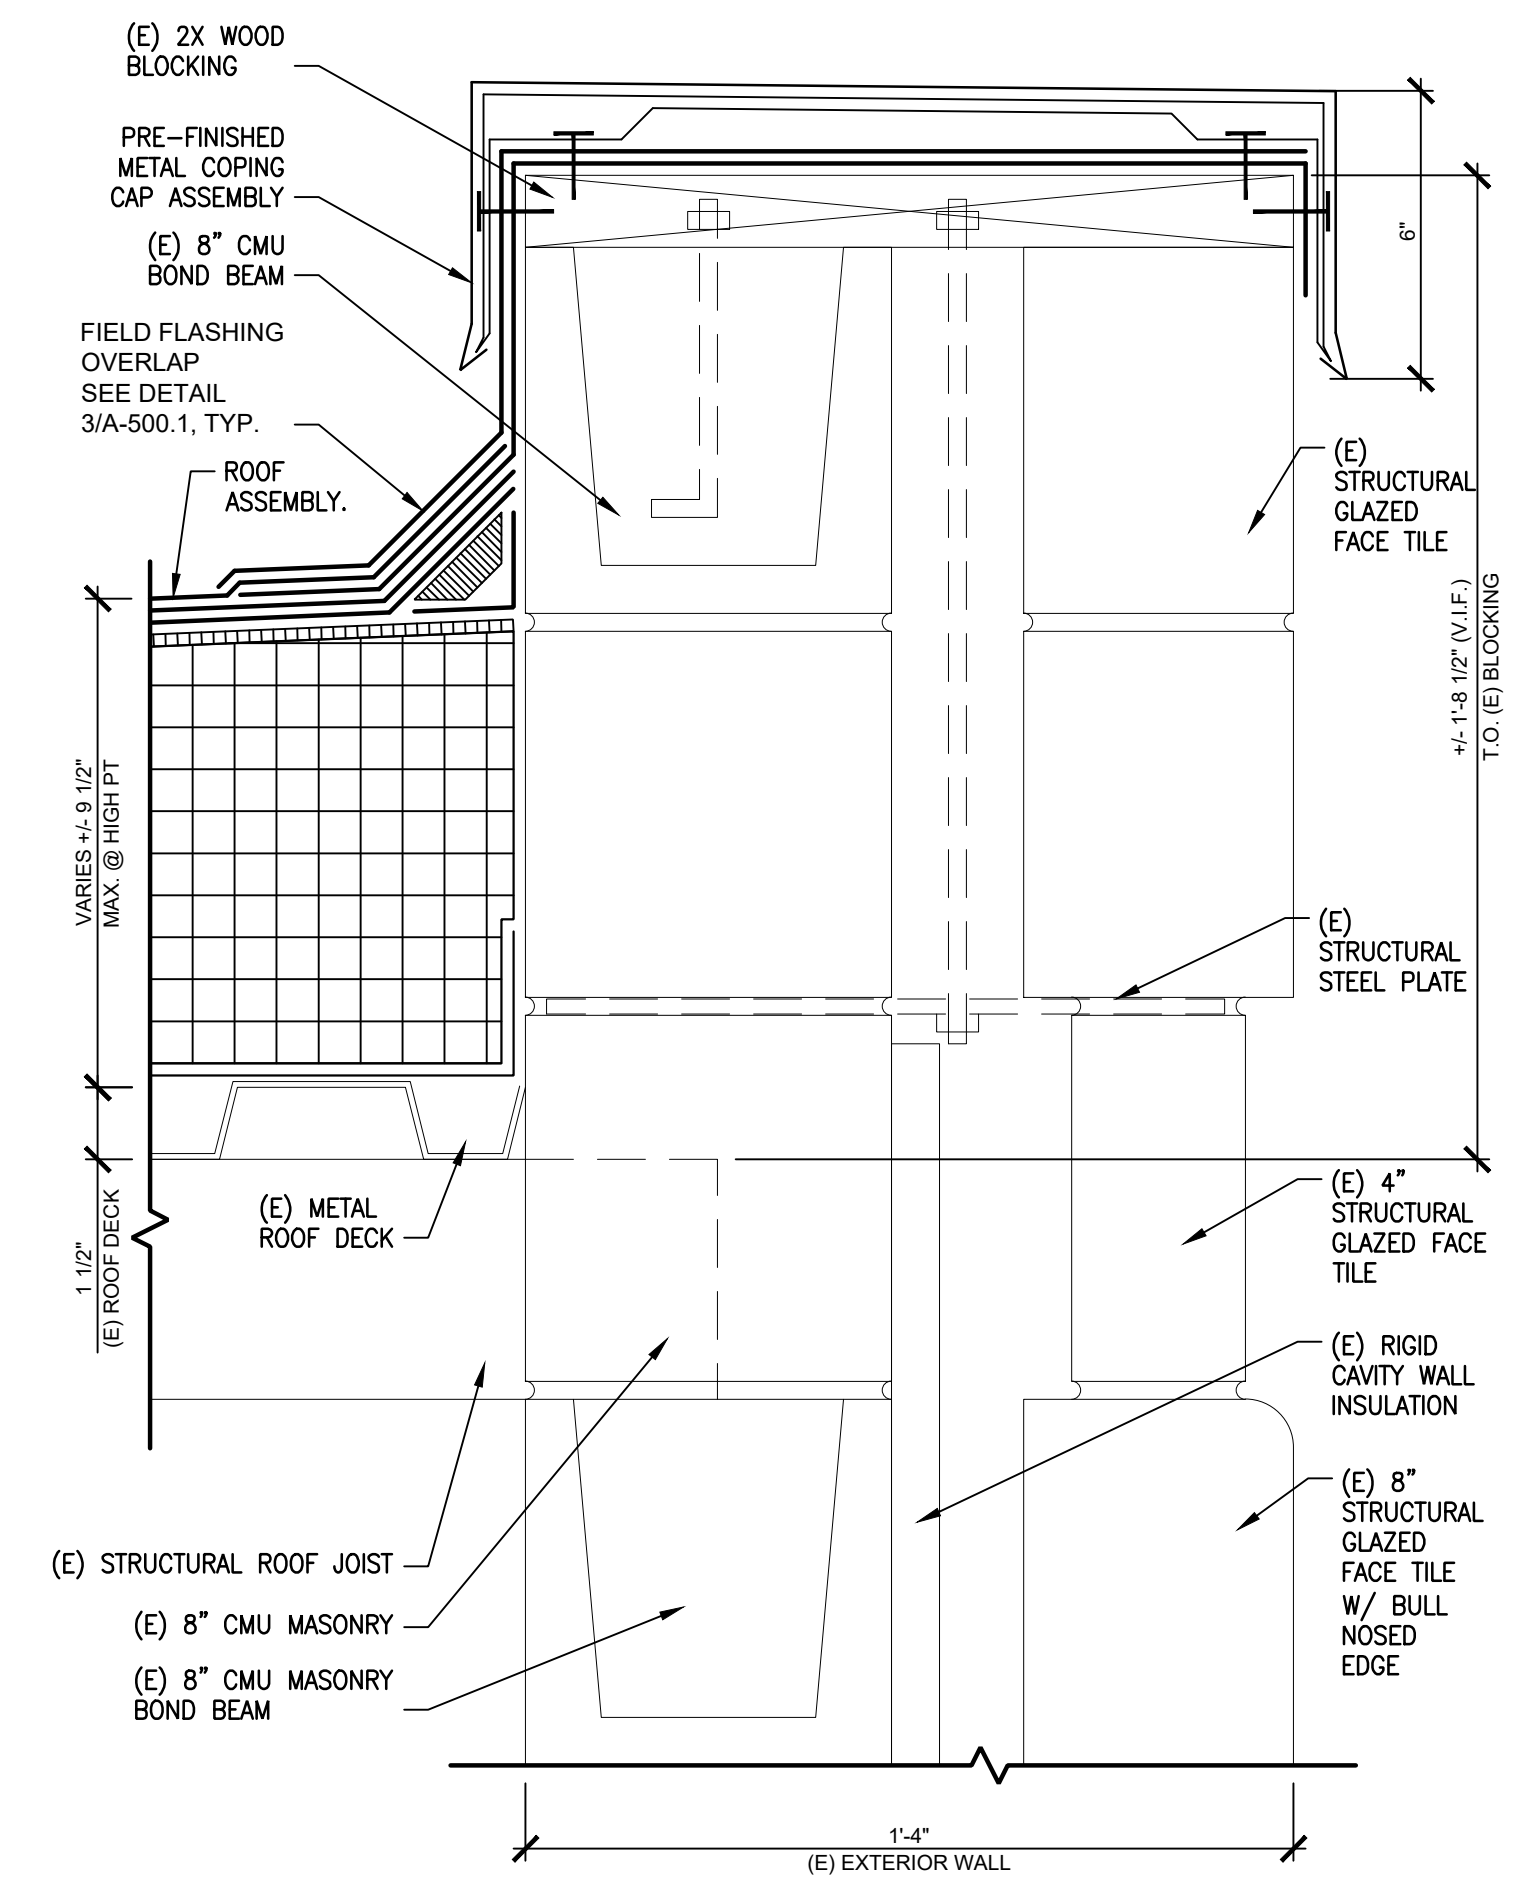 (E) 2X WOOD
BLOCKING
PRE-FINISHED
METAL COPING
CAP ASSEMBLY
(E) 8" CMU
BOND BEAM
FIELD FLASHING
OVERLAP
SEE DETAIL
3/A-500.1, TYP.
ROOF
ASSEMBLY.
6"
(E)
STRUCTURAL
GLAZED
FACE TILE
+/- 1'-8 1/2" (V.I.F.)
T.O. (E) BLOCKING
VARIES +/- 9 1/2"
MAX. @ HIGH PT
(E)
STRUCTURAL
STEEL PLATE
1 1/2"
(E) ROOF DECK
(E) METAL
ROOF DECK
(E) 4"
STRUCTURAL
GLAZED FACE
TILE
(E) RIGID
CAVITY WALL
INSULATION
(E) 8"
STRUCTURAL
GLAZED
FACE TILE
W/ BULL
NOSED
EDGE
(E) STRUCTURAL ROOF JOIST
(E) 8" CMU MASONRY
(E) 8" CMU MASONRY
BOND BEAM
1'-4"
(E) EXTERIOR WALL